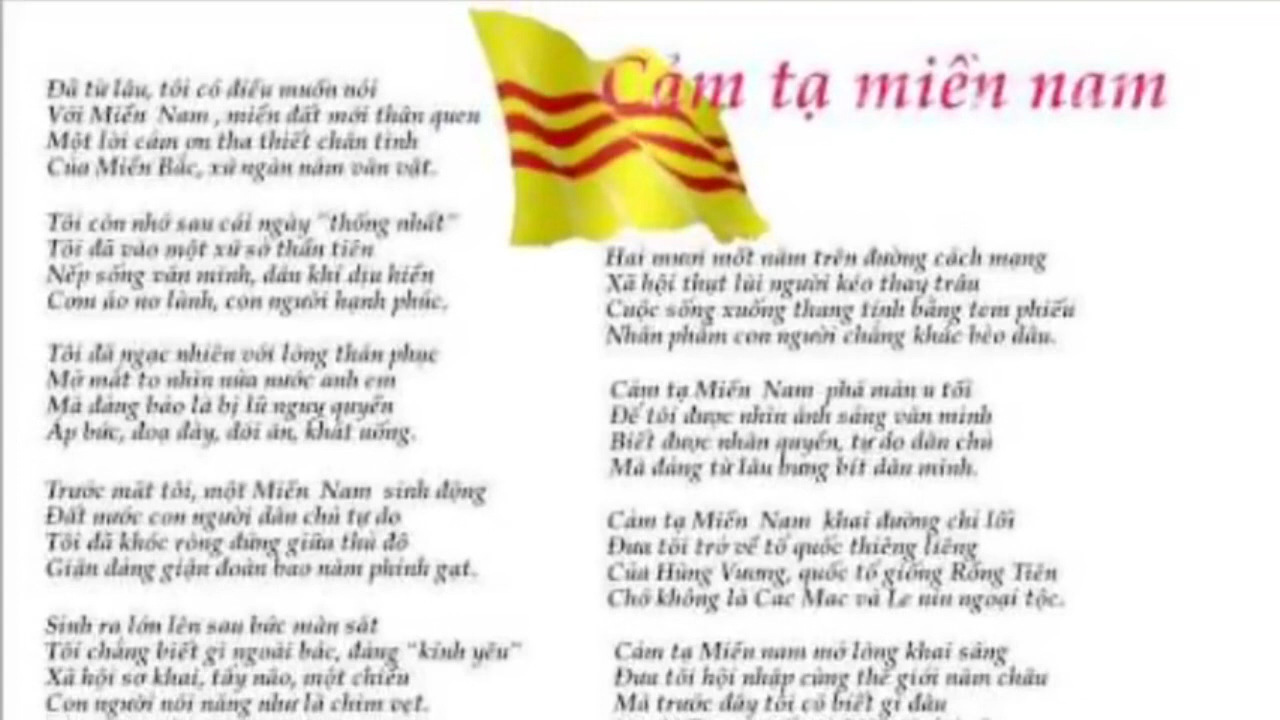 Cảm tạ miền nam
Đã từ lâu, tôi có điều muốn nói
Với Miền Nam, miền đất mới thân quen
Một lời cám ơn tha thiết chân tình
Của Miền Bắc, xứ ngàn năm văn vật.
Tôi còn nhớ sau cái ngày "thống nhất"
Tôi đã vào một xứ sở thần tiên
Nếp sống văn minh, dân khí dịu hiền
Cơm áo no lành, con người hạnh phúc.
Tôi đã ngạc nhiên với lòng thán phục
Mở mắt to nhìn nửa nước anh em
Mà đảng bảo là bị lũ nguỵ quyền
Áp bức, đoạ đày, đói ăn, khát uống.
Trước mắt tôi, một Miền Nam sinh động
Đất nước con người dân chủ tự do
Tôi đã khóc ròng đứng giữa thủ đô
Giận đảng giận đoàn bao năm phỉnh gạt.
Sinh ra lớn lên sau bức màn sắt
Tôi chẳng biết gì ngoài bác, đảng "kính yêu"
Xã hội sơ khai, tẩy não, một chiều
Con người nói năng như là chim vẹt.
Hai mươi mốt năm trên đường cách mạng
Xã hội thụt lùi người kéo thay trâu
Cuộc sống xuống thang tính bằng tem phiếu
Nhân phẩm con người chẳng khác bèo dâu.
Cảm tạ Miền Nam phá màn u tối
Để tôi được nhìn ánh sáng văn minh
Biết được nhân quyền, tự do dân chủ
Mà đảng từ lâu bưng bít dân mình.
Cảm tạ Miền Nam khai đường chỉ lối
Đưa tôi trở về tổ quốc thiêng liêng
Của Hùng Vương, quốc tổ giống Rồng Tiên
Chớ không là Cac Mac và Le nin ngoại tộc.
Cảm tạ Miền nam mở lòng khai sáng
Đưa tôi hội nhập cùng thế giới năm châu
Mà trước đây tôi có biết gì đâu